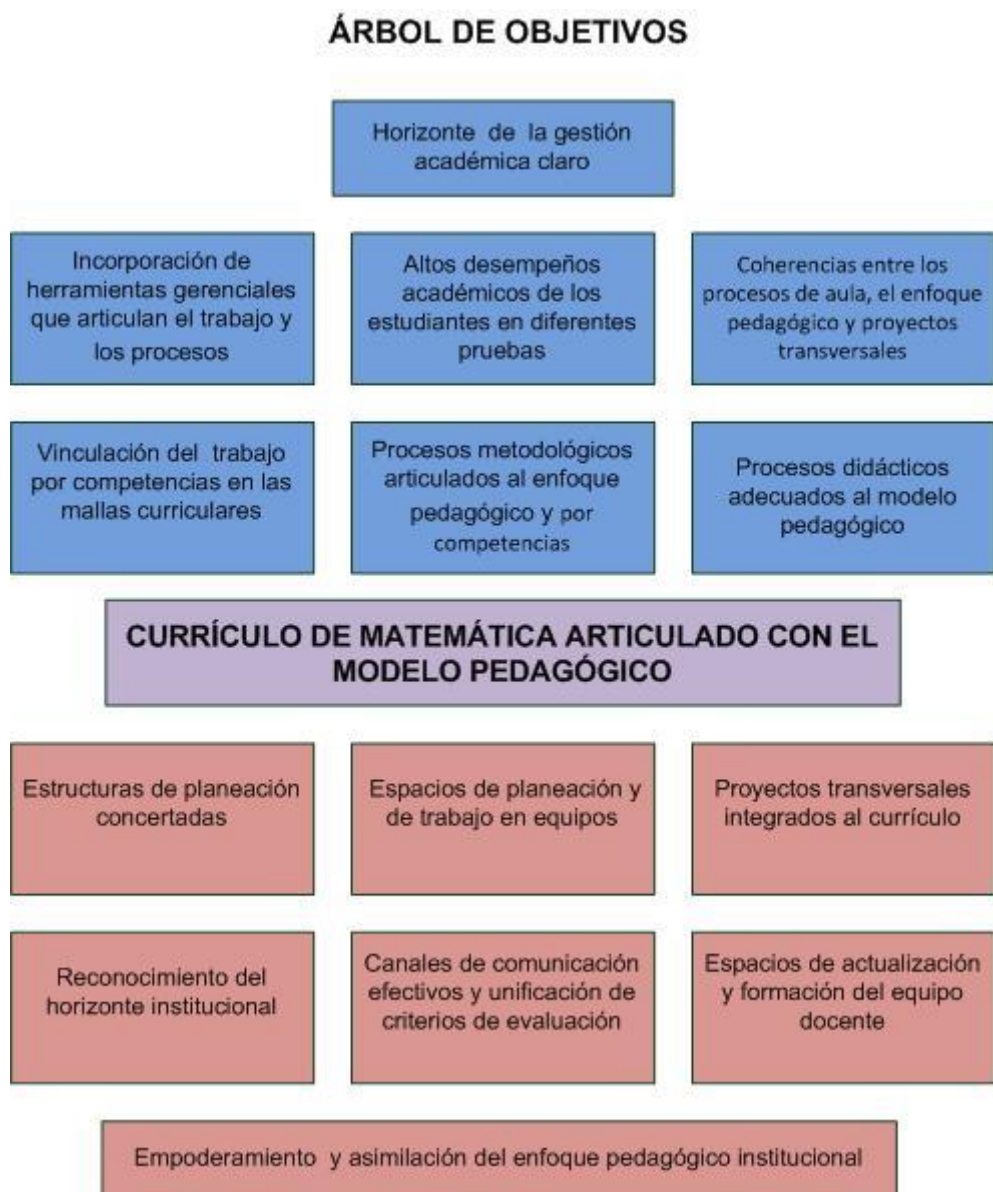 ÁRBOL DE OBJETIVOS
Horizonte de la gestión
académica claro
Incorporación de
herramientas gerenciales
que articulan el trabajo y
los procesos
Altos desempeños
académicos de los
estudiantes en diferentes
pruebas
Coherencias entre los
procesos de aula, el enfoque
pedagógico y proyectos
transversales
Vinculación del trabajo
por competencias en las
mallas curriculares
Procesos metodológicos
articulados al enfoque
pedagógico y por
competencias
Procesos didácticos
adecuados al modelo
pedagógico
CURRÍCULO DE MATEMÁTICA ARTICULADO CON EL
MODELO PEDAGÓGICO
Estructuras de planeación
concertadas
Espacios de planeación y
de trabajo en equipos
Proyectos transversales
integrados al currículo
Reconocimiento del
horizonte institucional
Canales de comunicación
efectivos y unificación de
criterios de evaluación
Espacios de actualización
y formación del equipo
docente
Empoderamiento y asimilación del enfoque pedagógico institucional